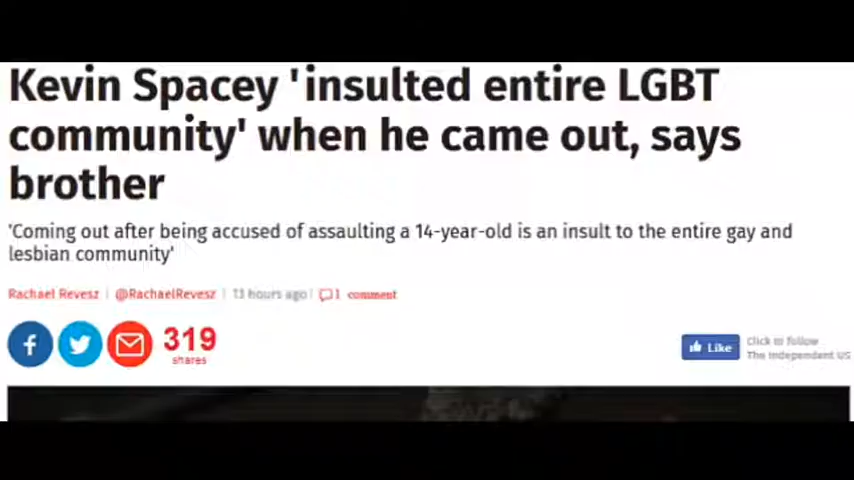 Kevin Spacey 'insulted entire LGBT
community' when he came out, says
brother
'Coming out after being accused of assaulting a 14-year-old is an insult to the entire gay and
lesbian community'
Rachael Revesz | @RachaelRevesz | 13 hours ago | 1 comment
319
shares
Like
Click to follow
The Independent US